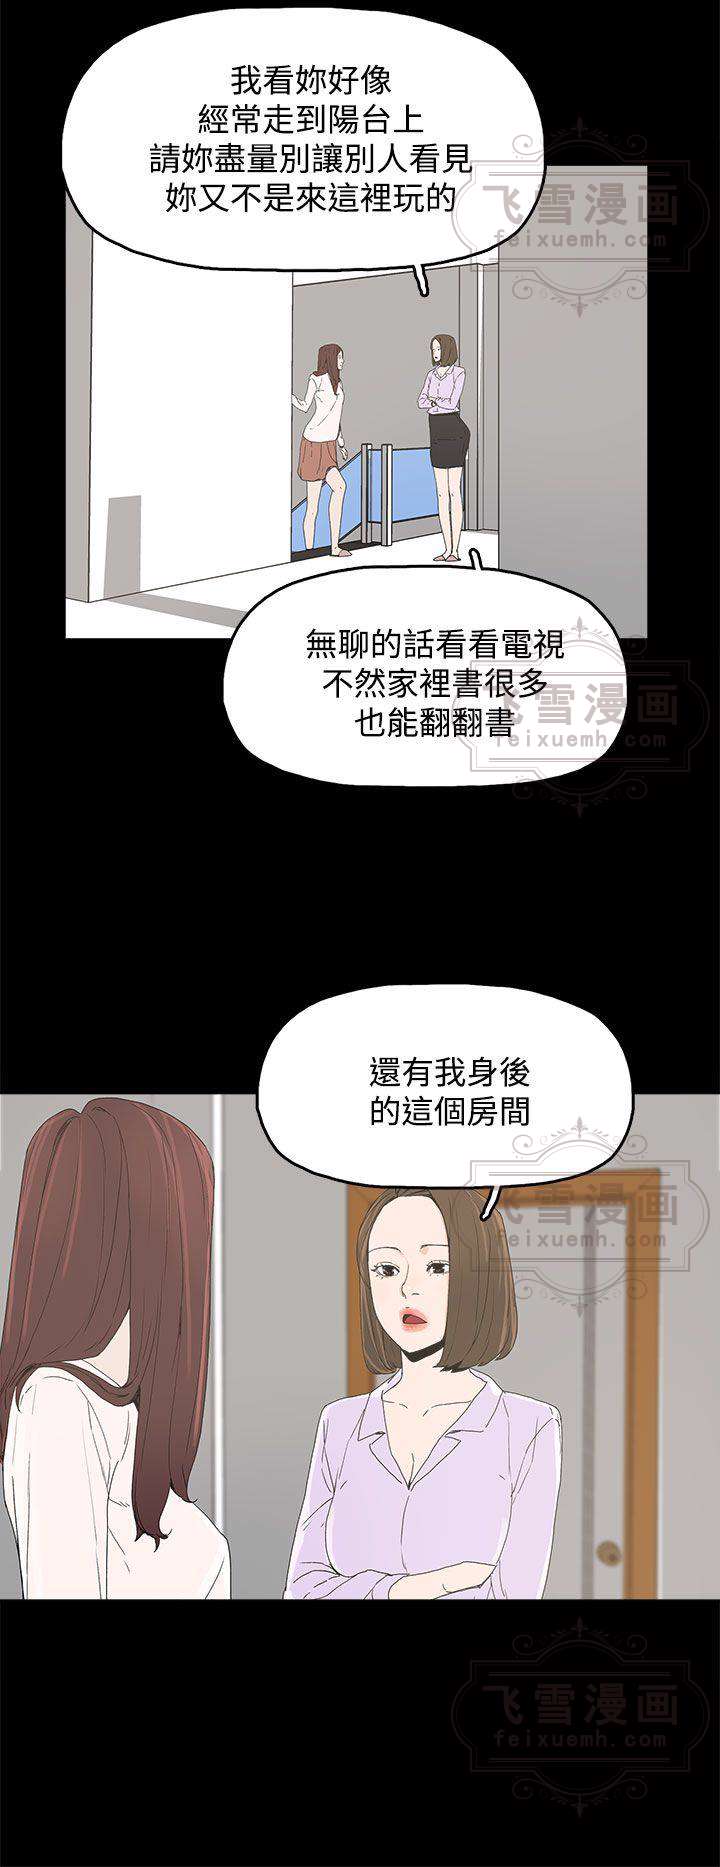 我看妳好像
經常走到陽台上
請妳盡量別讓別人看見
妳又不是來這裡玩的
飞雪漫画
feixuemh.com
無聊的話看看電視
不然家裡書很多
也能翻翻書
飞雪漫画
feixuemh.com
還有我身後
的這個房間
飞雪漫画
feixuemh.com
飞雪漫画
feixuemh.com